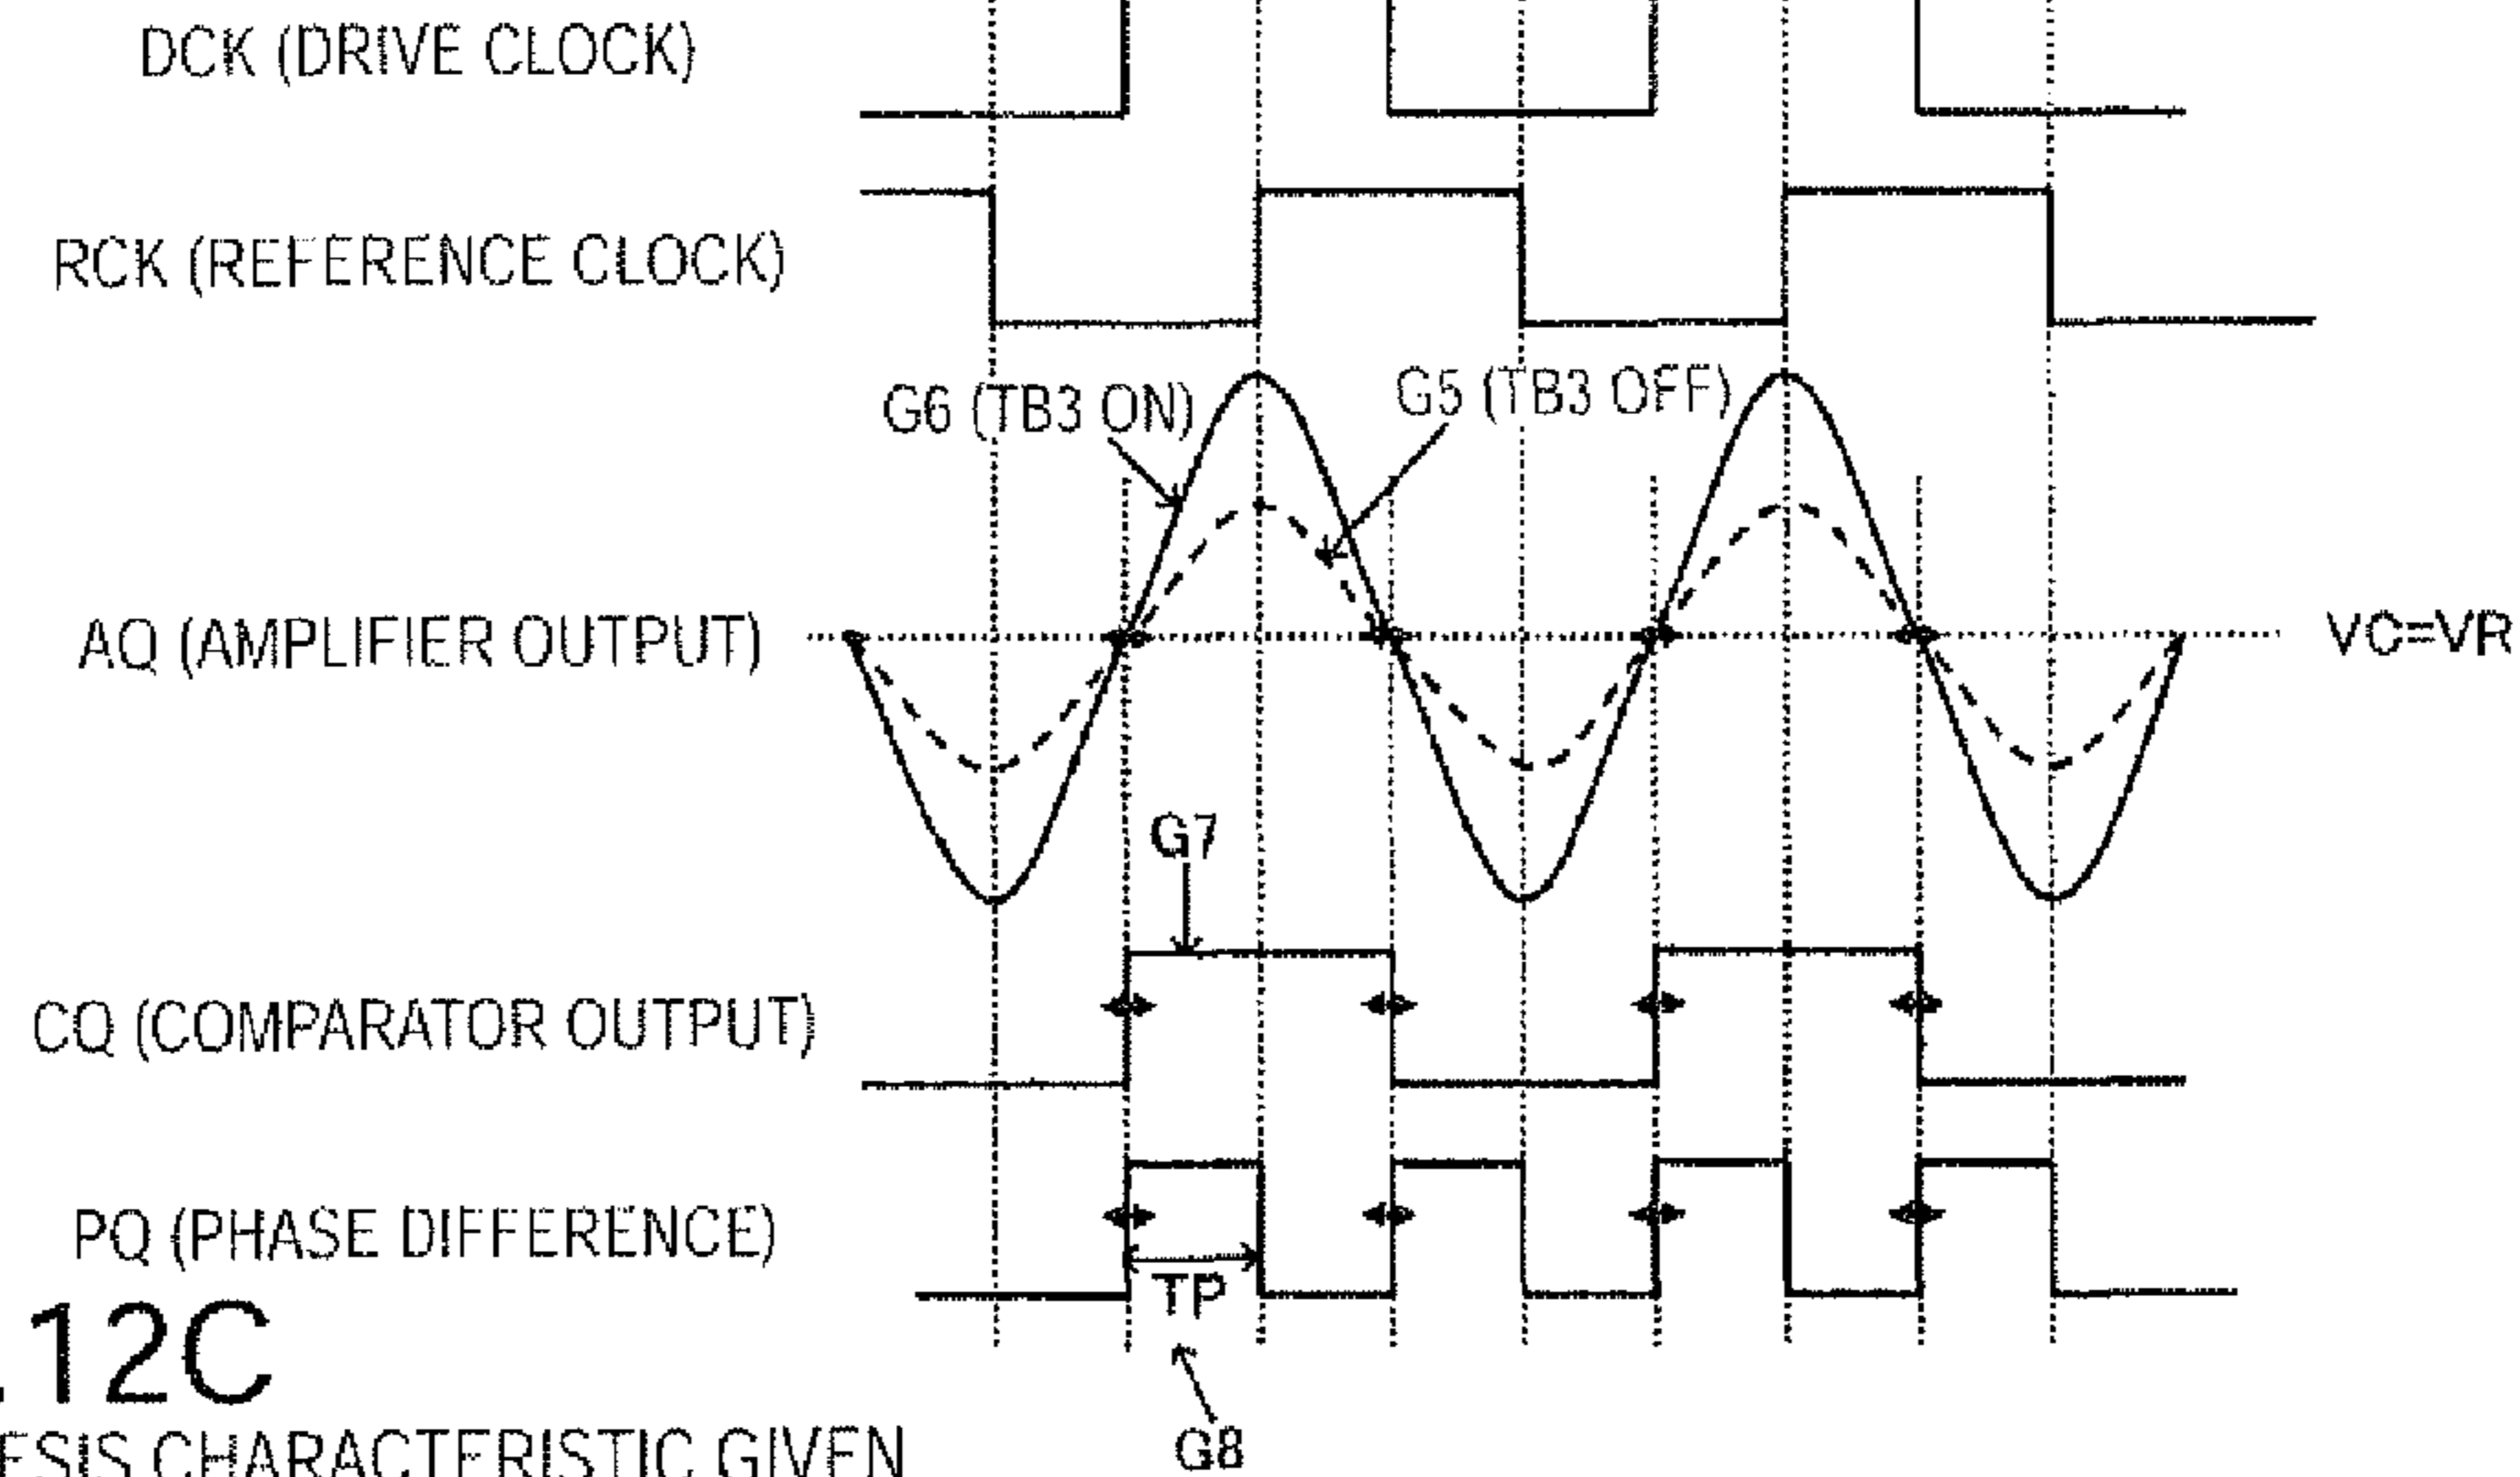 DCK (DRIVE CLOCK)
RCK (REFERENCE CLOCK)
G6 (TB3 ON)
G5 (TB3 OFF)
AQ (AMPLIFIER OUTPUT)
VC=VR
G7
CQ (COMPARATOR OUTPUT)
PQ (PHASE DIFFERENCE)
TP
.12C
G8
ESIS CHARACTERISTIC GIVEN